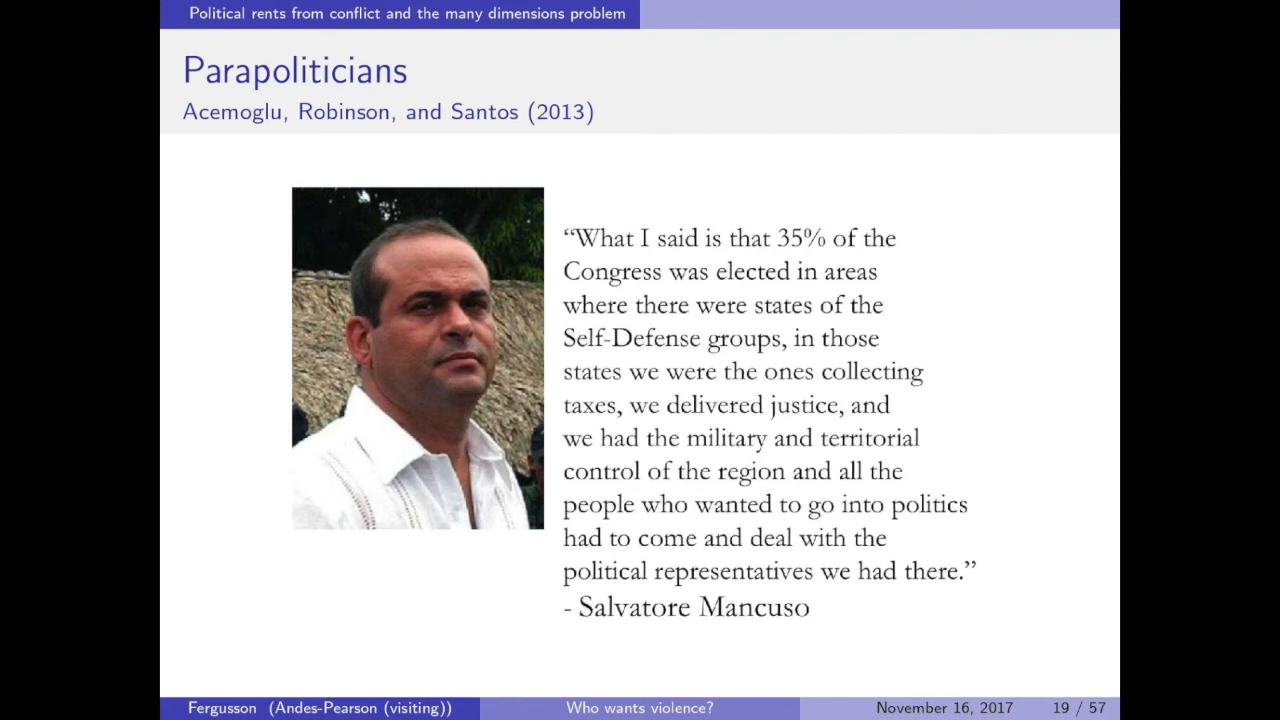 Political rents from conflict and the many dimensions problem
Parapoliticians
Acemoglu, Robinson, and Santos (2013)
“What I said is that 35% of the
Congress was elected in areas
where there were states of the
Self-Defense groups, in those
states we were the ones collecting
taxes, we delivered justice, and
we had the military and territorial
control of the region and all the
people who wanted to go into politics
had to come and deal with the
political representatives we had there.”
- Salvatore Mancuso
Fergusson (Andes-Pearson (visiting)) Who wants violence? November 16, 2017 19 / 57